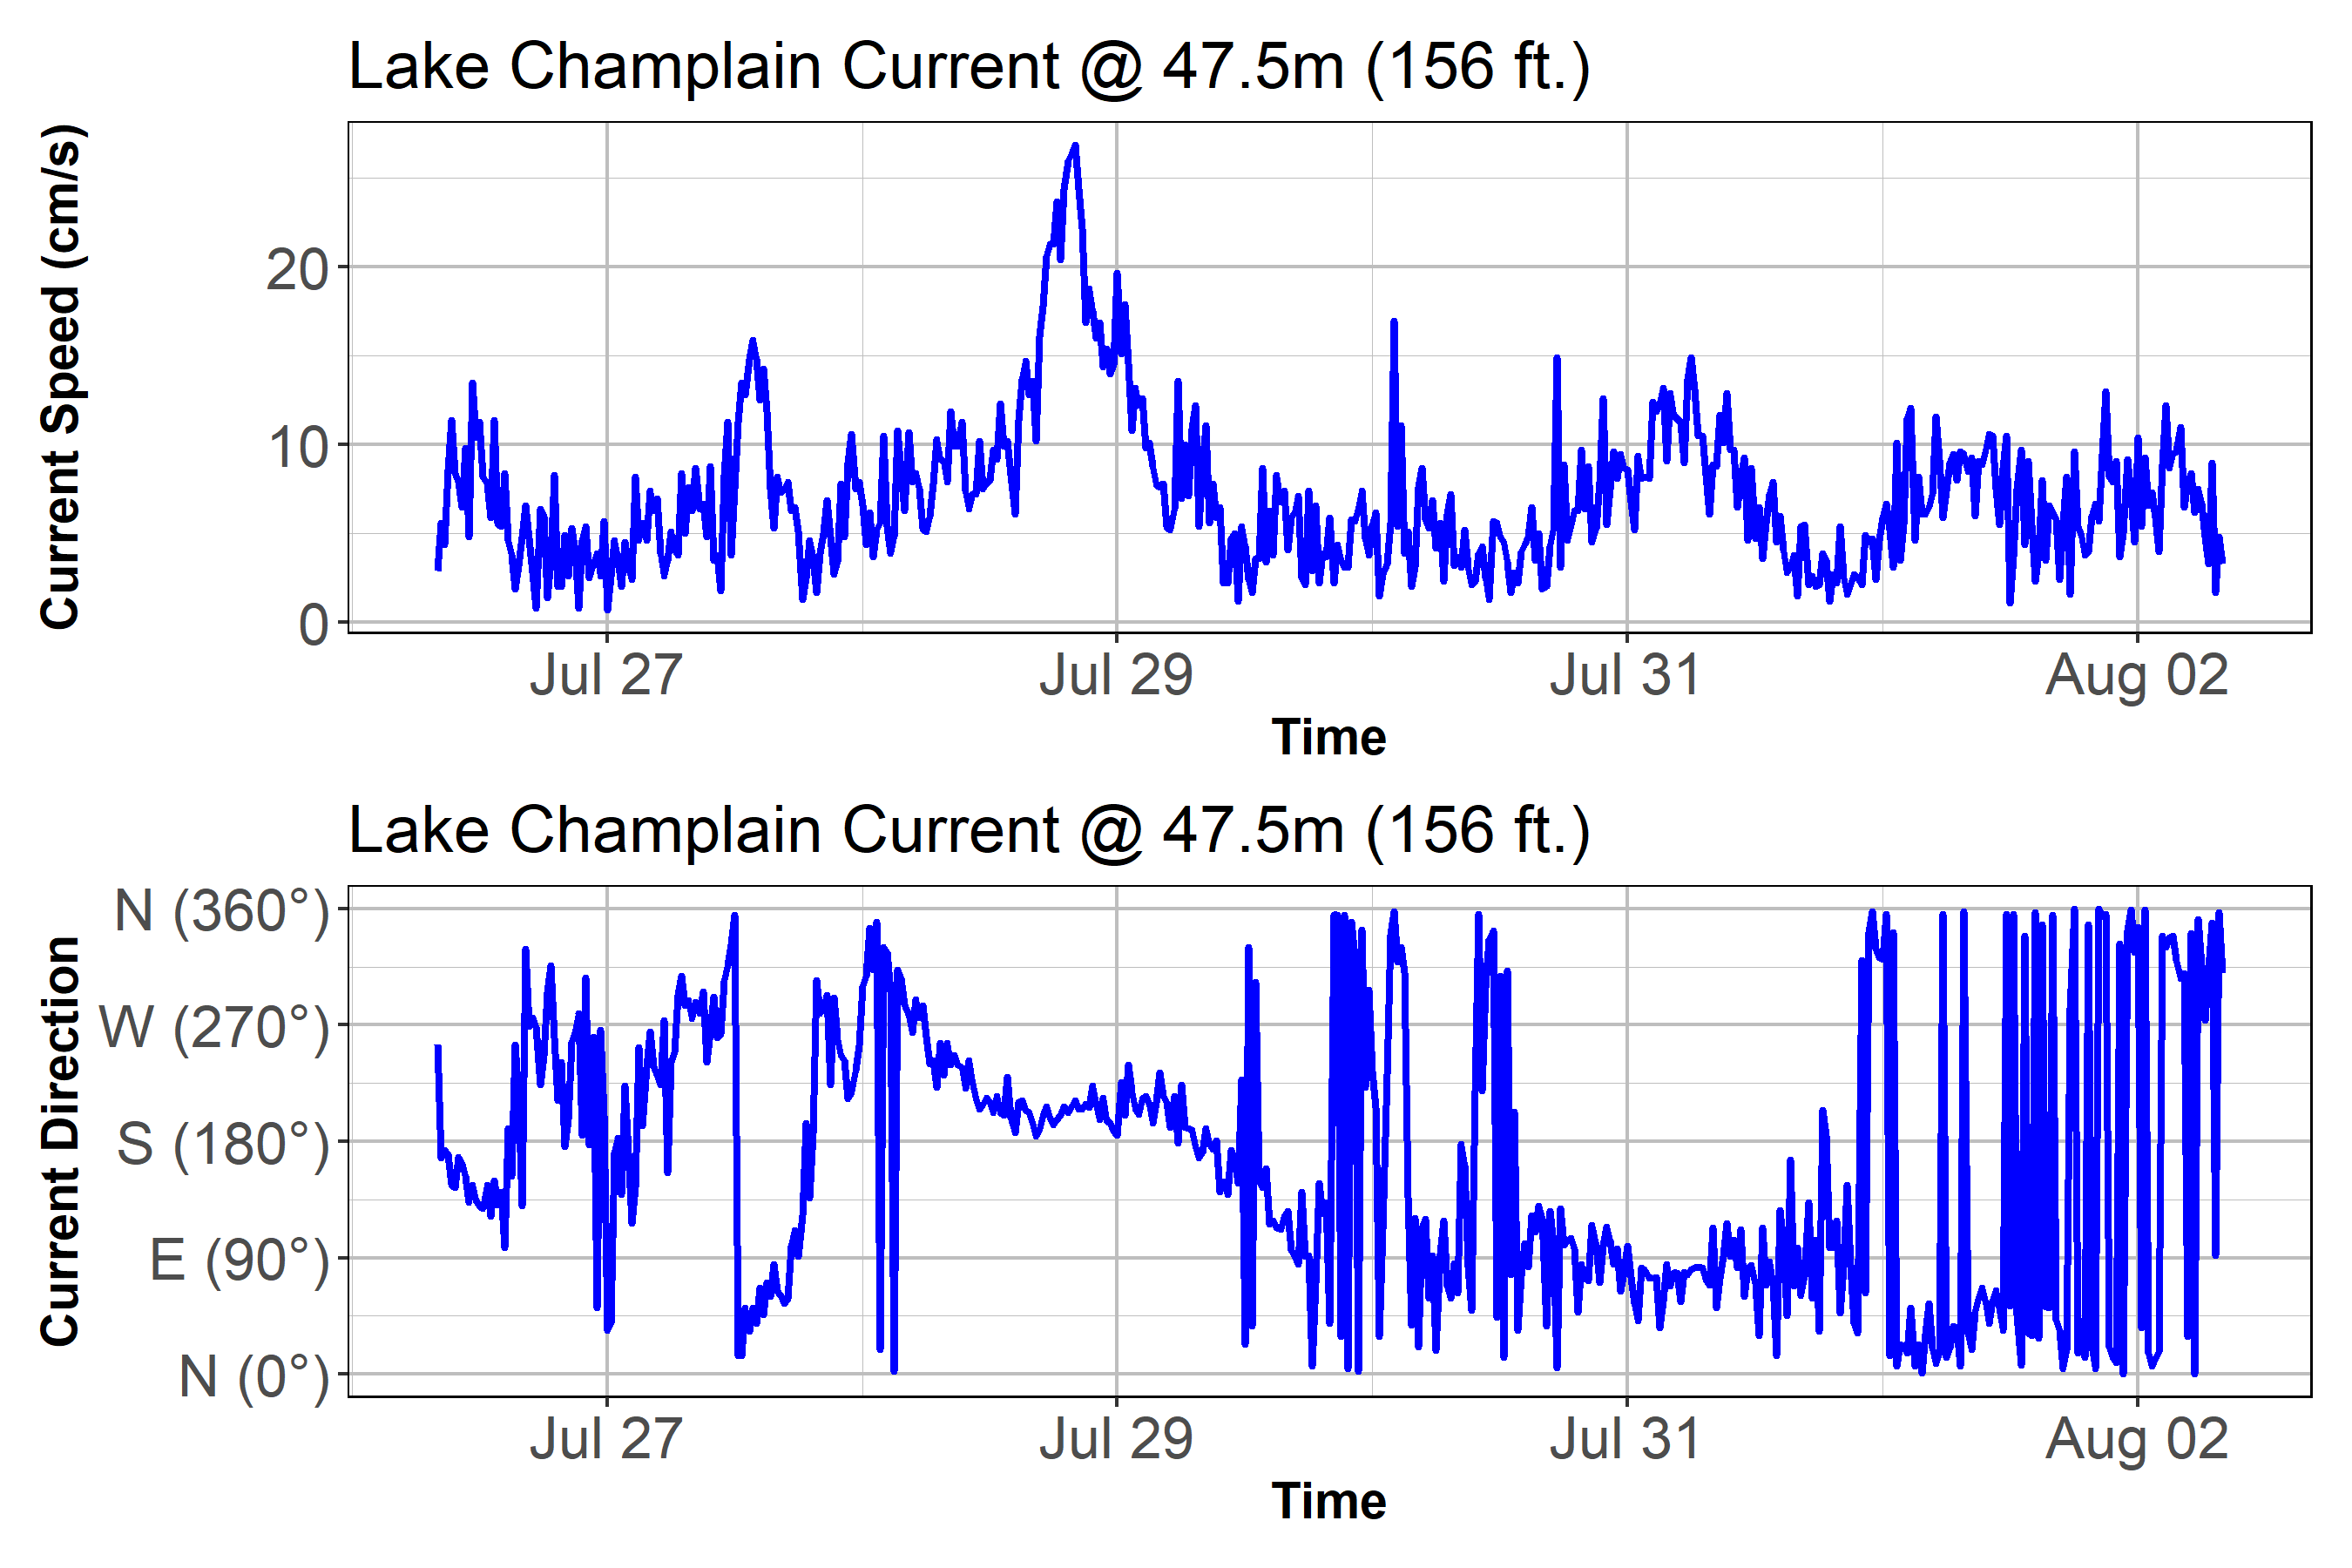 Lake Champlain Current @ 47.5m (156 ft.)
Current Speed (cm/s)
20
10
0
Jul 27
Jul 29
Jul 31
Aug 02
Time
Lake Champlain Current @ 47.5m (156 ft.)
Current Direction
N (360°)
W (270°)
S (180°)
E (90°)
N (0°)
Jul 27
Jul 29
Jul 31
Aug 02
Time